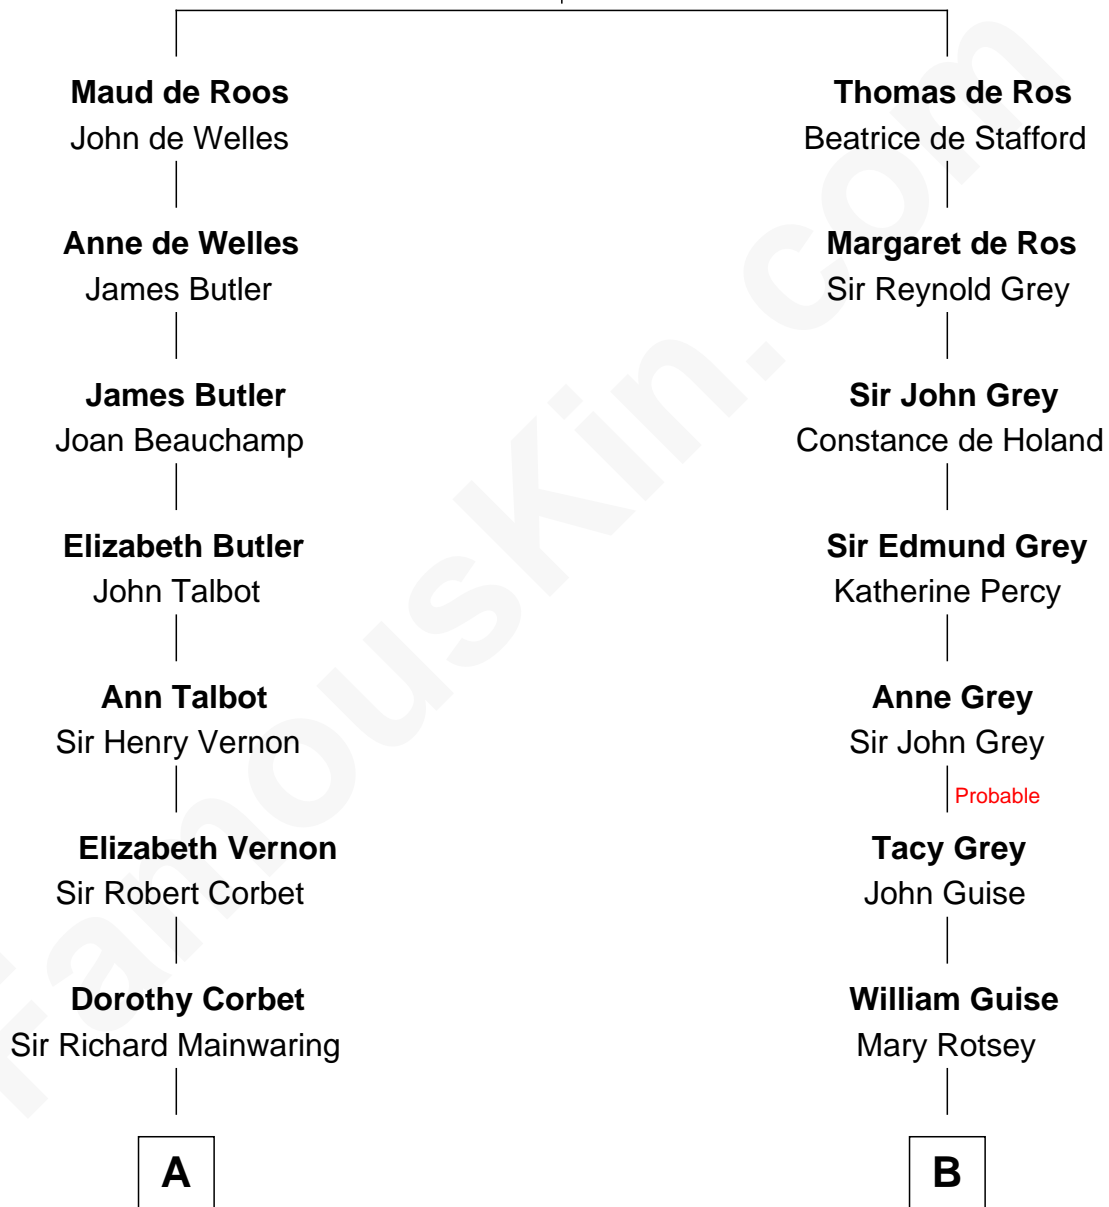 Maud de Roos
John de Welles
Thomas de Ros
Beatrice de Stafford
Anne de Welles
James Butler
Margaret de Ros
Sir Reynold Grey
James Butler
Joan Beauchamp
Sir John Grey
Constance de Holand
Elizabeth Butler
John Talbot
Sir Edmund Grey
Katherine Percy
Ann Talbot
Sir Henry Vernon
Anne Grey
Sir John Grey
Probable
Elizabeth Vernon
Sir Robert Corbet
Tacy Grey
John Guise
Dorothy Corbet
Sir Richard Mainwaring
William Guise
Mary Rotsey
A
B
FamousKin.com